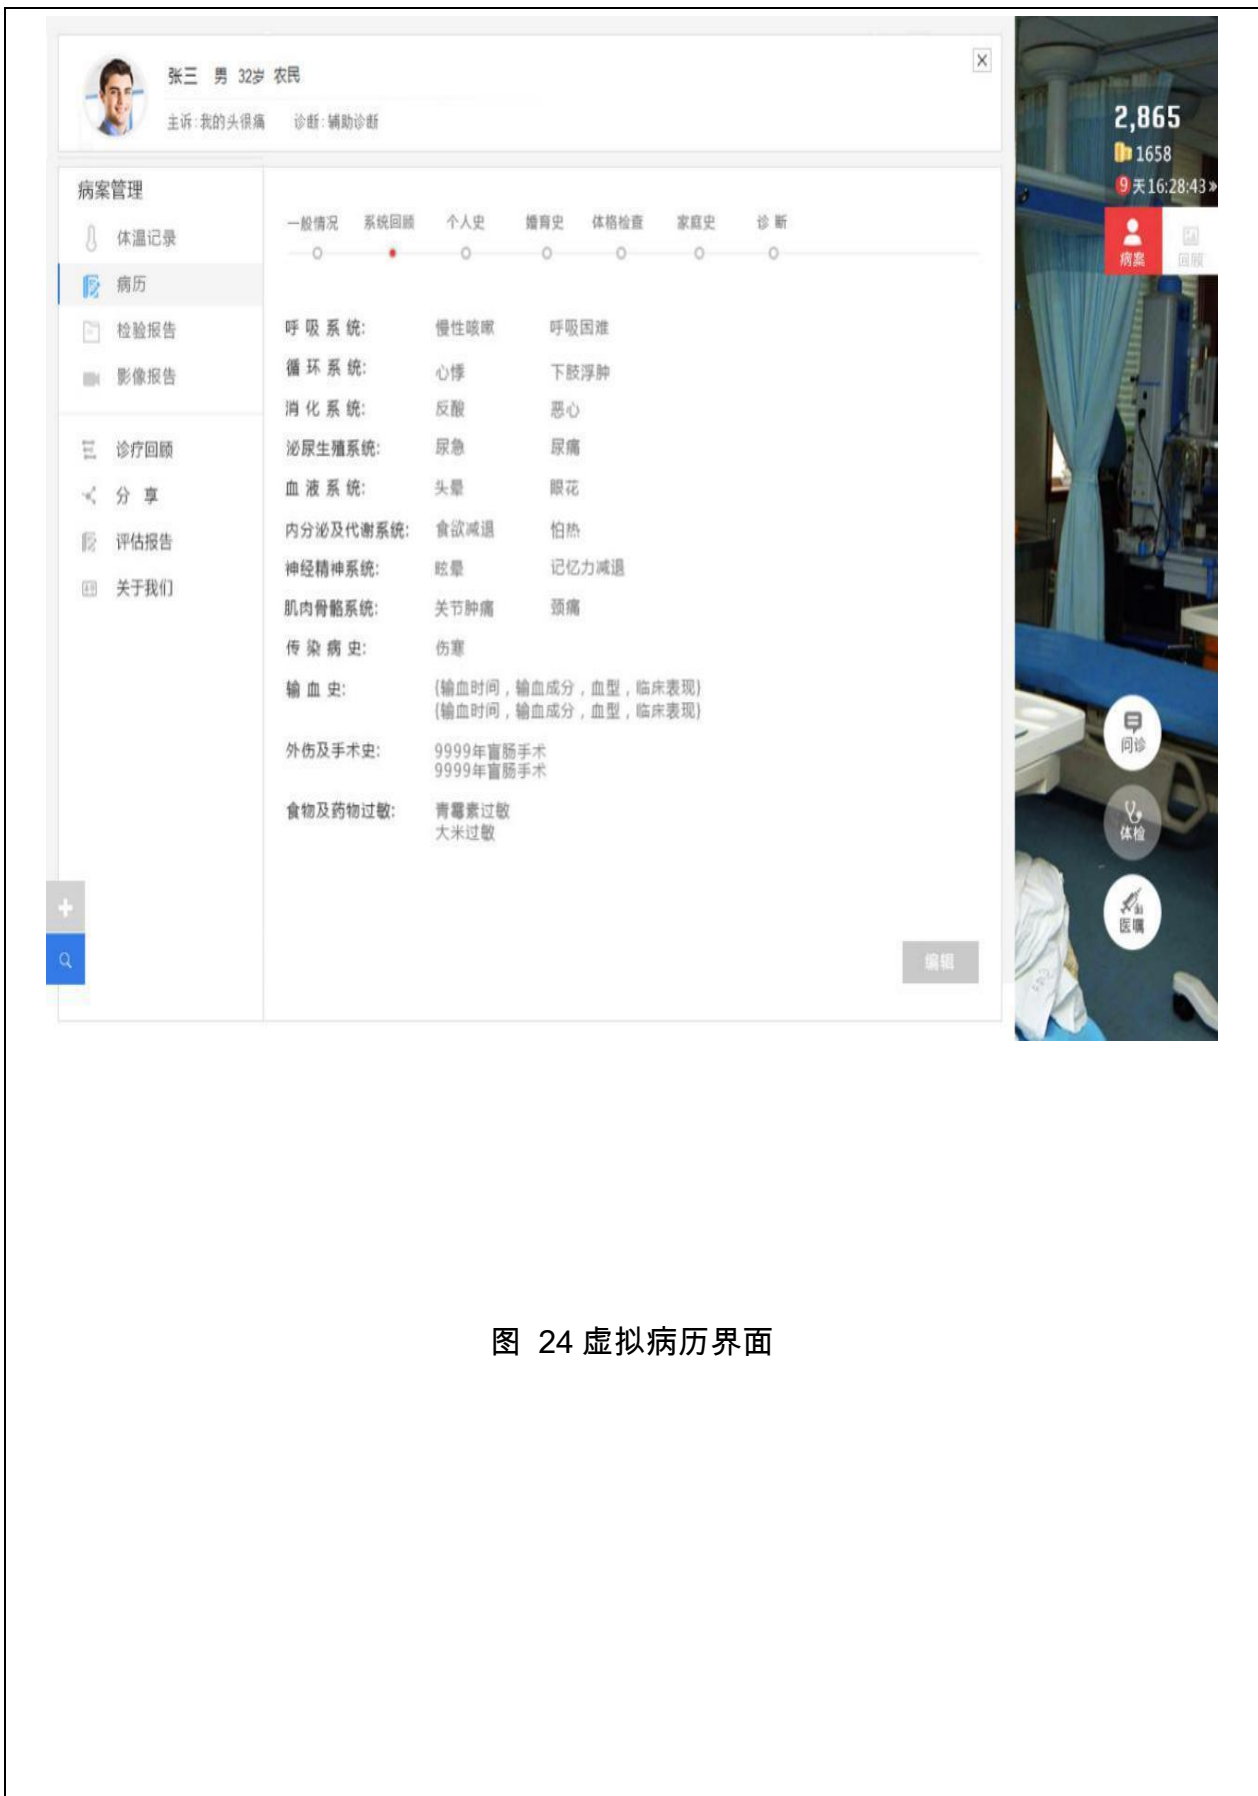 张三 男 32岁 农民
主诉:我的头很痛 诊断:辅助诊断
病案管理
体温记录
病历
检验报告
影像报告
诊疗回顾
分 享
评估报告
关于我们
一般情况 系统回顾 个人史 婚育史 体格检查 家庭史 诊 断
呼 吸 系 统: 慢性咳嗽 呼吸困难
循 环 系 统: 心悸 下肢浮肿
消 化 系 统: 反酸 恶心
泌尿生殖系统: 尿急 尿痛
血 液 系 统: 头晕 眼花
内分泌及代谢系统: 食欲减退 怕热
神经精神系统: 眩晕 记忆力减退
肌肉骨骼系统: 关节肿痛 颈痛
传 染 病 史: 伤寒
输 血 史: (输血时间，输血成分，血型，临床表现)
(输血时间，输血成分，血型，临床表现)
外伤及手术史: 9999年盲肠手术
9999年盲肠手术
食物及药物过敏: 青霉素过敏
大米过敏
编辑
2,865
1658
9天16:28:43»
病案 回顾
问诊
体检
医嘱
图 24 虚拟病历界面